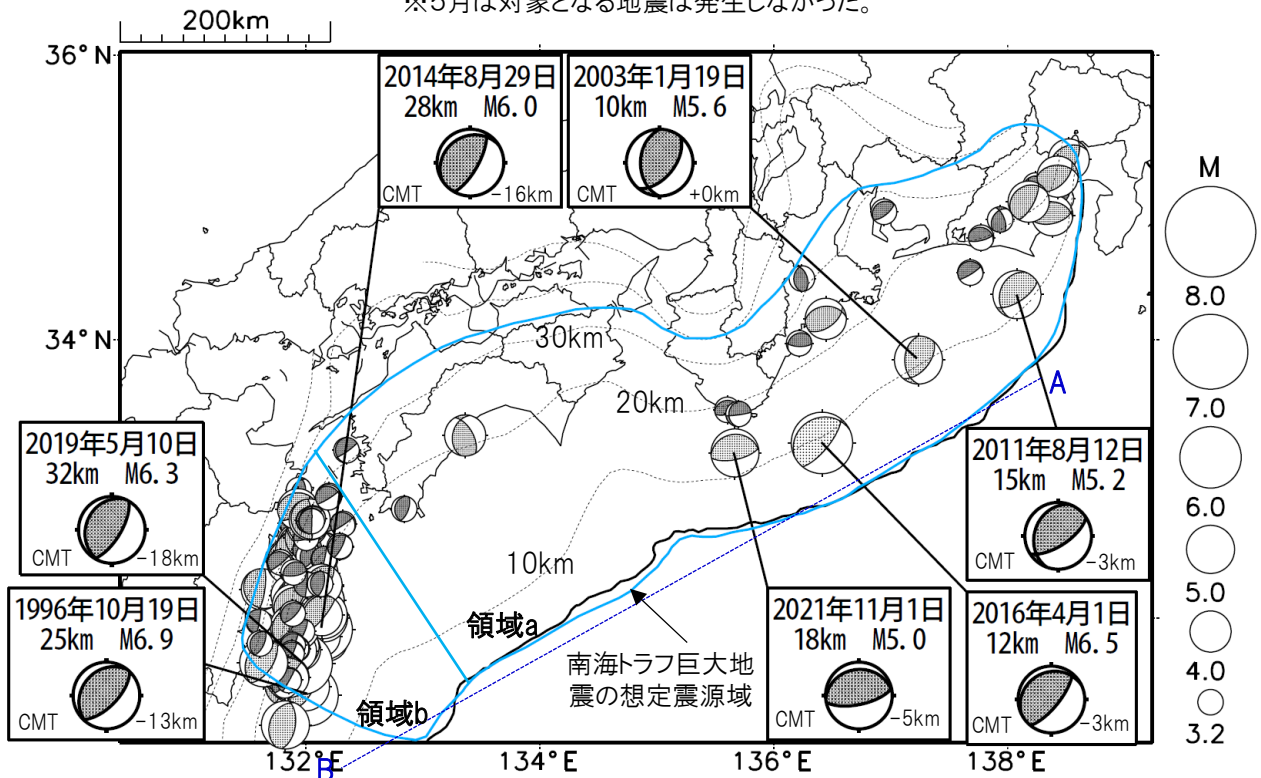 ※5月は対象となる地震は発生しなかった。
200km
36°N
34°N
132°E
134°E
136°E
138°E
2014年8月29日
28km M6.0
CMT
-16km
2003年1月19日
10km M5.6
CMT
+0km
2019年5月10日
32km M6.3
CMT
-18km
1996年10月19日
25km M6.9
CMT
-13km
2011年8月12日
15km M5.2
CMT
-3km
2021年11月1日
18km M5.0
CMT
-5km
2016年4月1日
12km M6.5
CMT
-3km
30km
20km
10km
領域a
領域b
南海トラフ巨大地
震の想定震源域
A
B
M
8.0
7.0
6.0
5.0
4.0
3.2